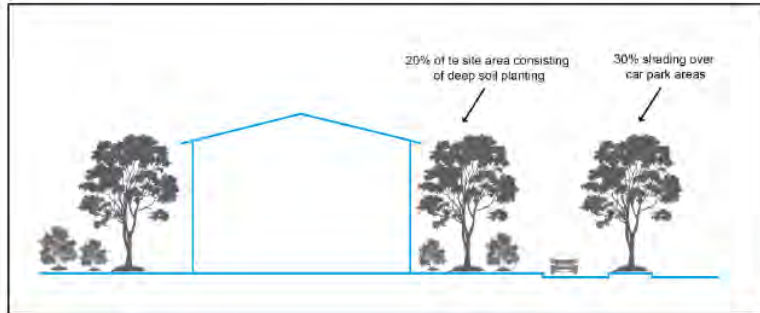 20% of te site area consisting
of deep soil planting
30% shading over
car park areas